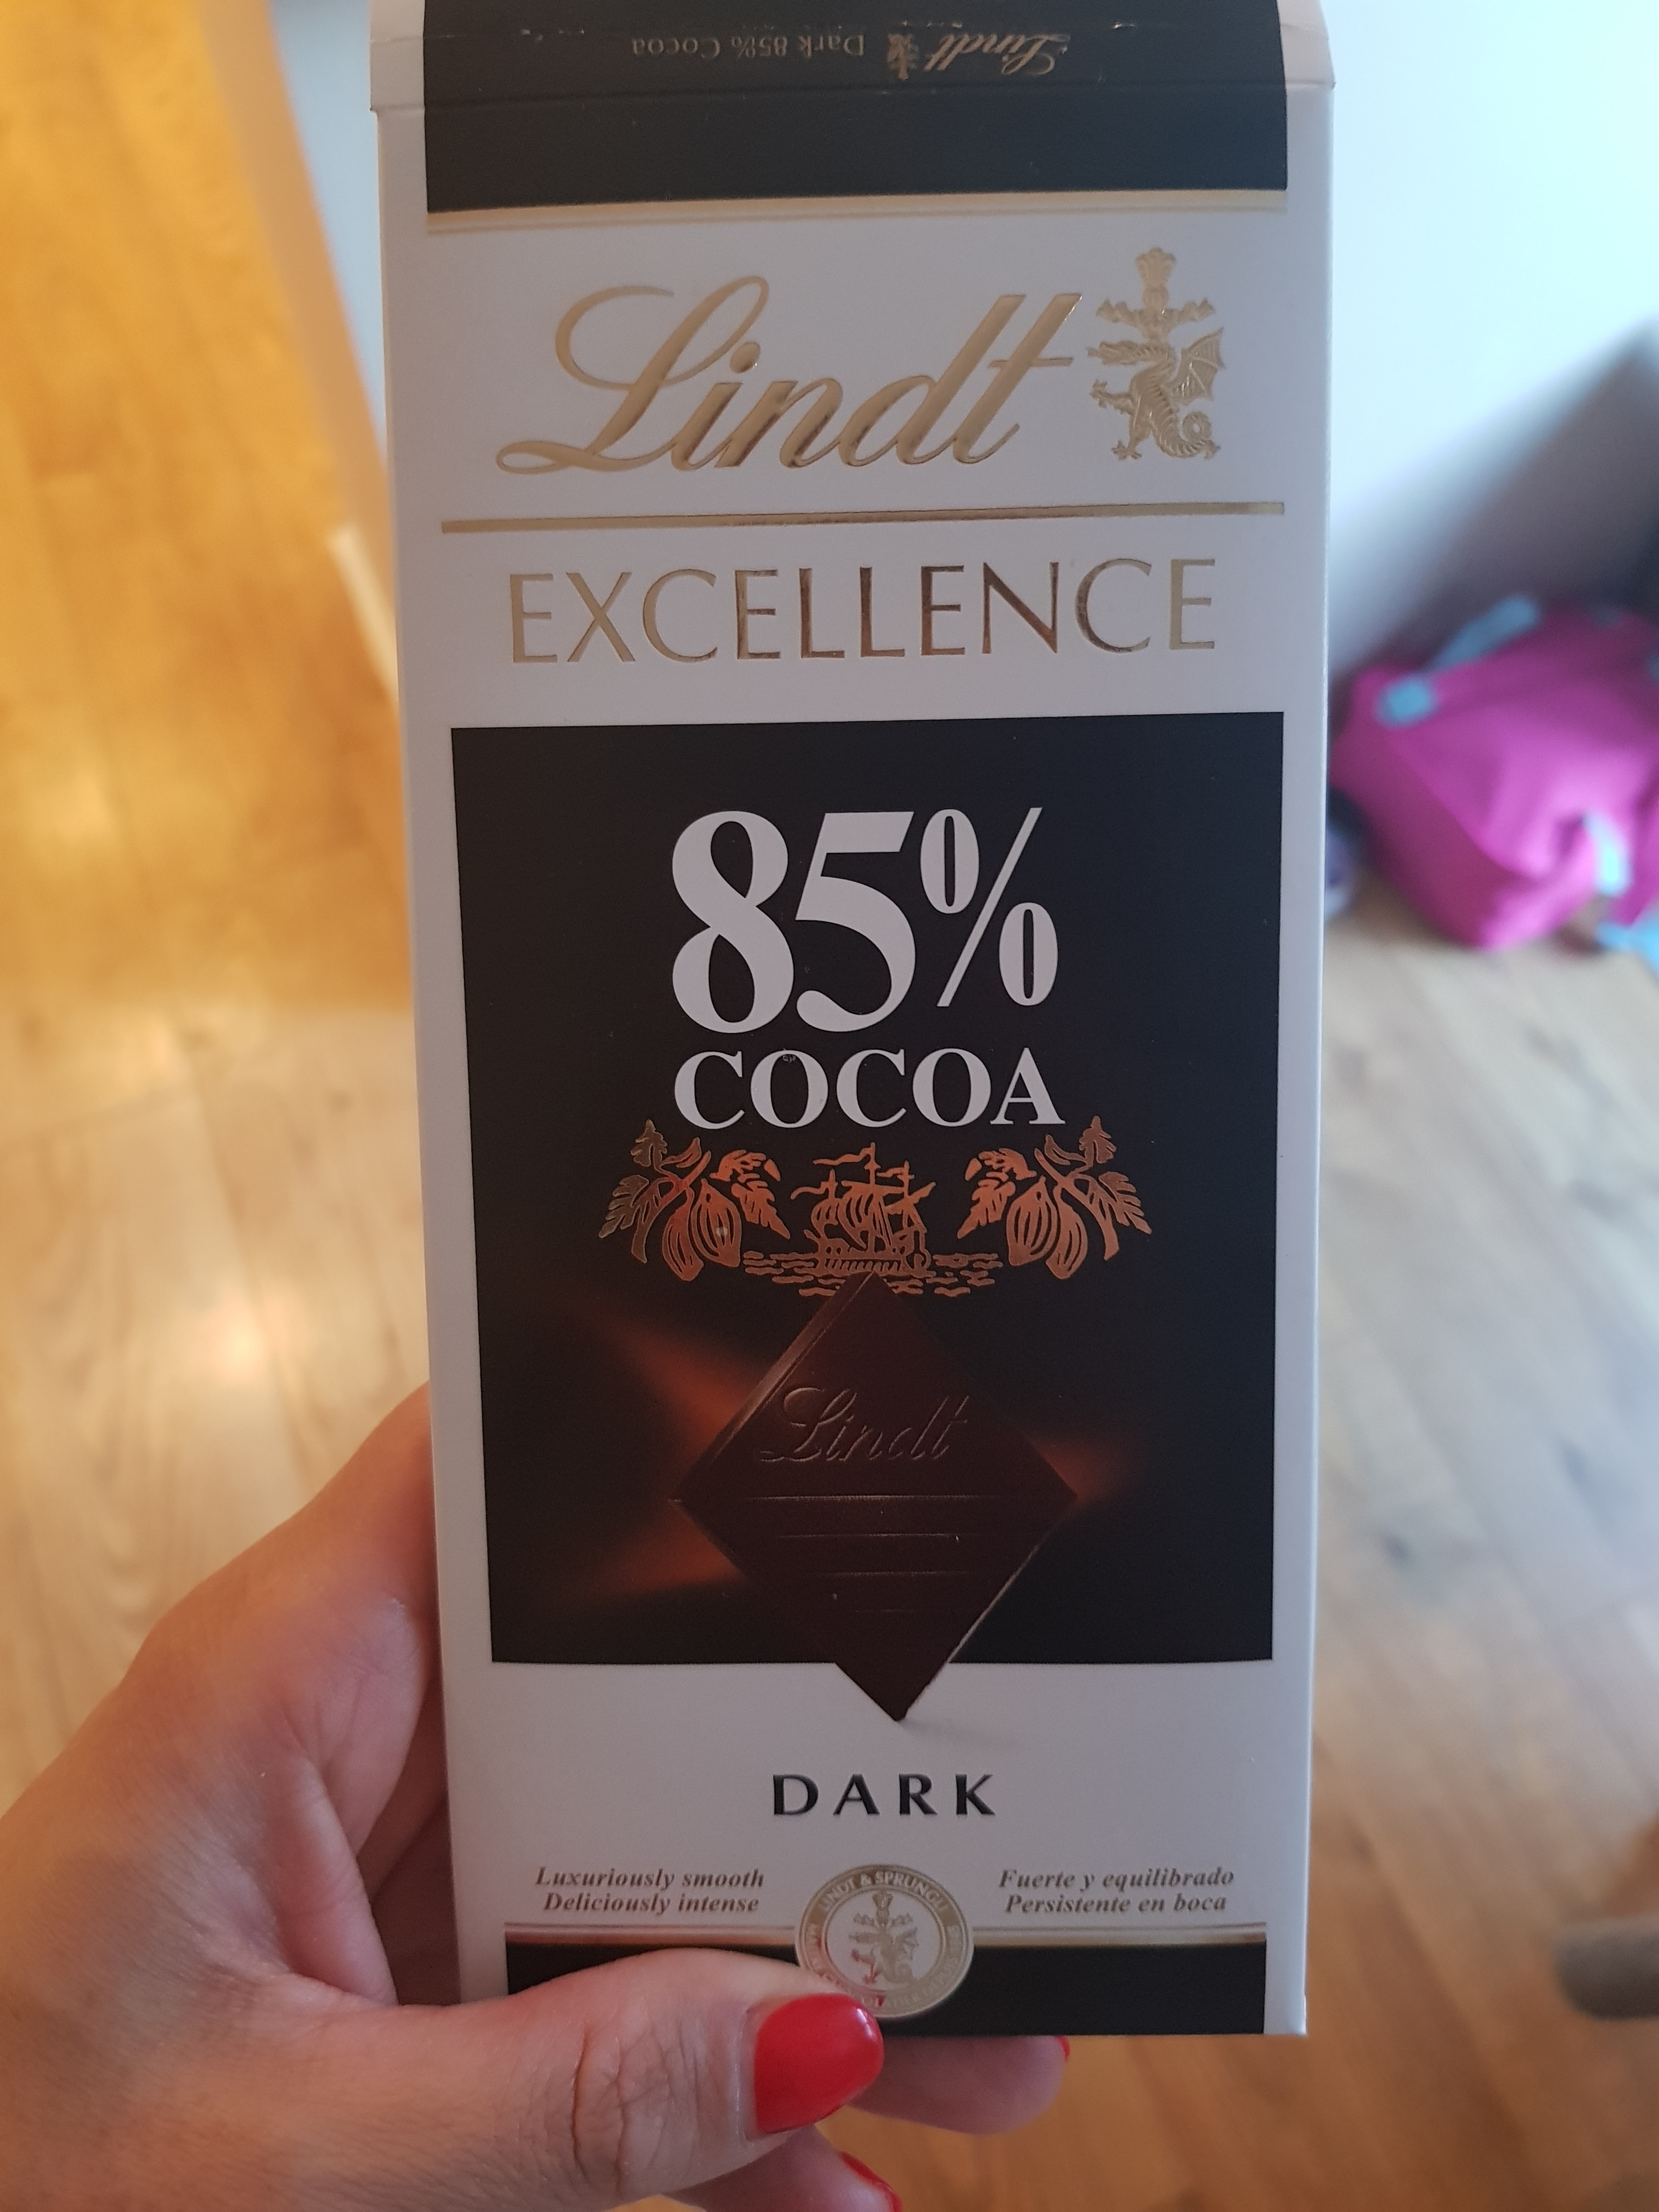 Lindt Dark 85% Cocoa
Lindt
EXCELLENCE
85%
COCOA
Lindt
DARK
Luxuriously smooth
Deliciously intense
Fuerte y equilibrado
Persistente en boca
LINDT & SPRÜNGLI